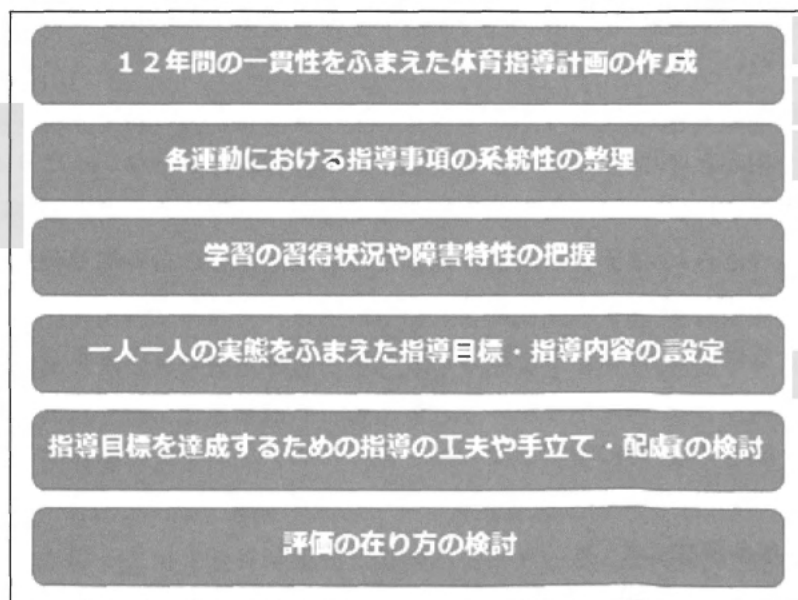 12年間の一貫性をふまえた体育指導計画の作成
各運動における指導事項の系統性の整理
学習の習得状況や障害特性の把握
一人一人の実態をふまえた指導目標・指導内容の設定
指導目標を達成するための指導の工夫や手立て・配慮の検討
評価の在り方の検討